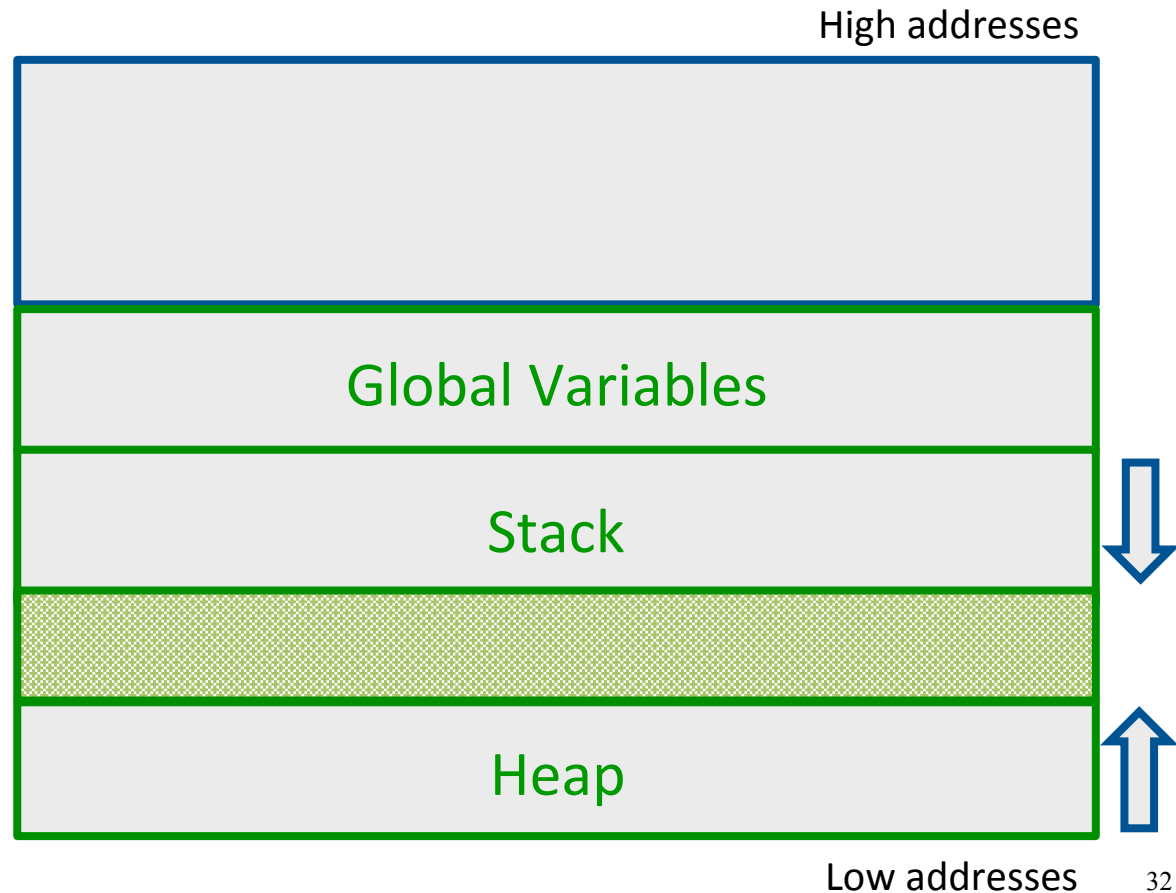 High addresses
Global Variables
Stack
Heap
Low addresses
32